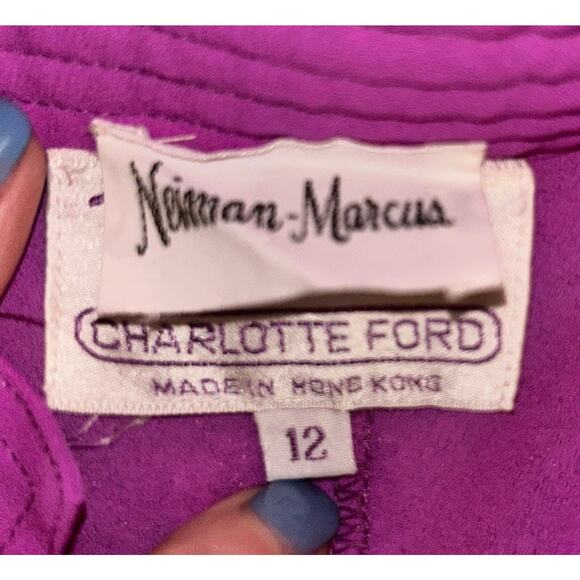 Neiman-Marcus
CHARLOTTE FORD
MADE IN HONG KONG
12